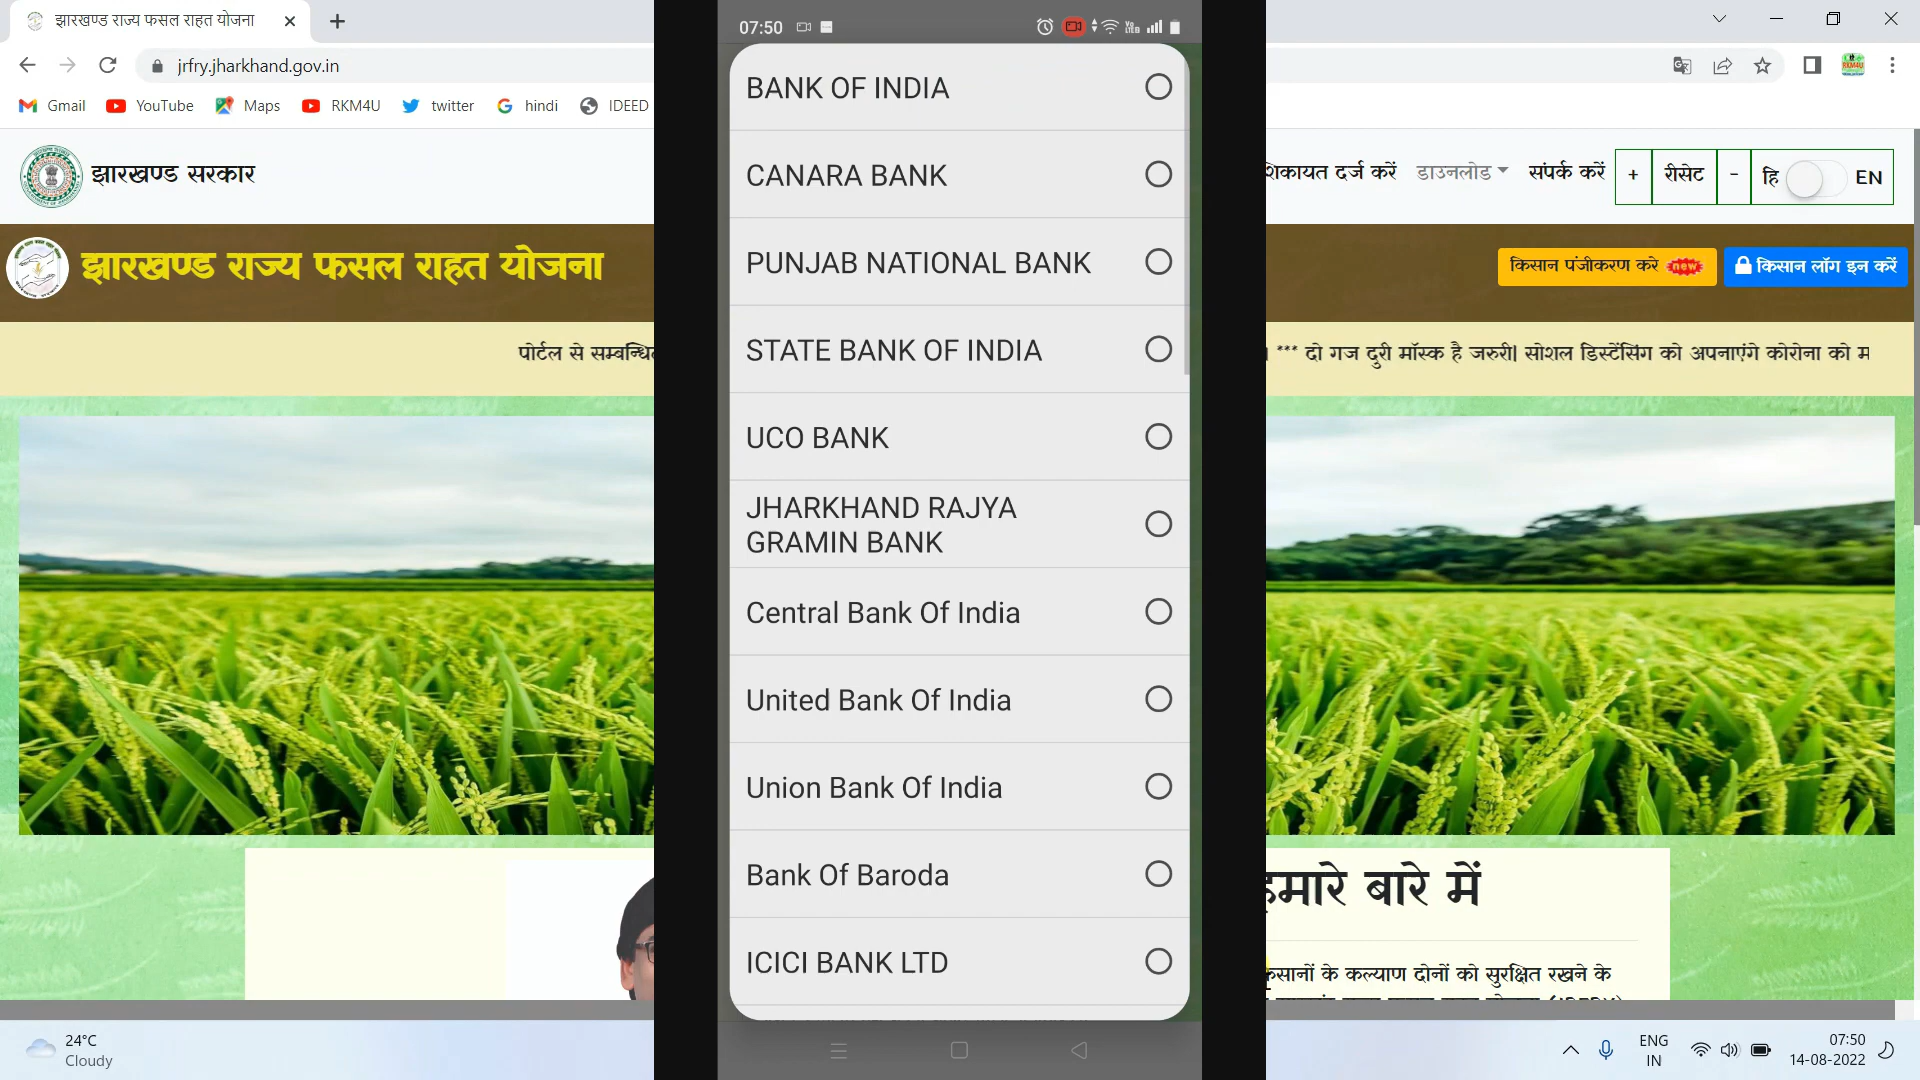 झारखण्ड राज्य फसल राहत योजना
jrfry.jharkhand.gov.in
Gmail
YouTube
Maps
RKM4U
twitter
hindi
IDEED
झारखण्ड सरकार
शिकायत दर्ज करें
डाउनलोड
संपर्क करें
+
रीसेट
-
हि
EN
झारखण्ड राज्य फसल राहत योजना
किसान पंजीकरण करे new
किसान लॉग इन करें
पोर्टल से
*** दो गज दुरी मॉस्क है जरुरी| सोशल डिस्टेंसिंग को अपनाएंगे कोरोना को म
07:50
BANK OF INDIA
CANARA BANK
PUNJAB NATIONAL BANK
STATE BANK OF INDIA
UCO BANK
JHARKHAND RAJYA
GRAMIN BANK
Central Bank Of India
United Bank Of India
Union Bank Of India
Bank Of Baroda
ICICI BANK LTD
हमारे बारे में
के कल्याण दोनों को सुरक्षित रखने के
24°C
Cloudy
ENG
IN
07:50
14-08-2022